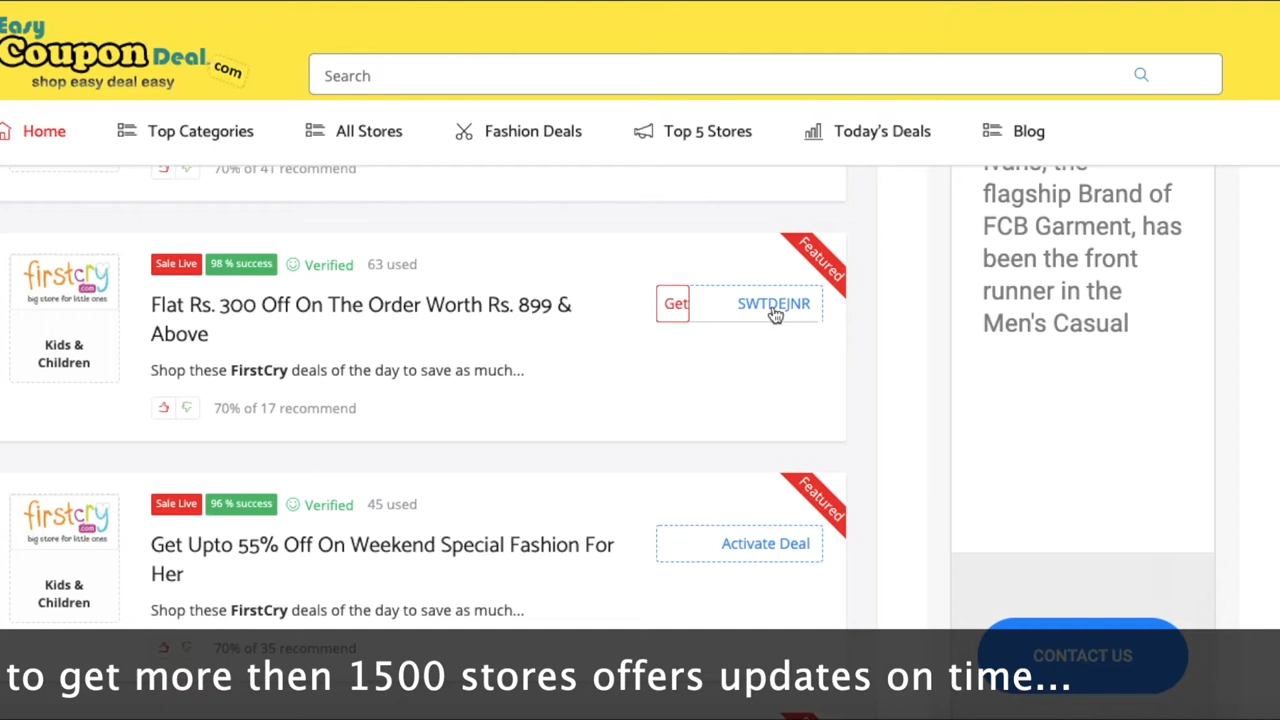 Easy
Coupon Deal.com
shop easy deal easy
Search
Home
Top Categories
All Stores
Fashion Deals
Top 5 Stores
Today's Deals
Blog
70% of 41 recommend
firstcry
.com
big store for little ones
Kids &
Children
Sale Live
98 % success
Verified
63 used
Featured
Flat Rs. 300 Off On The Order Worth Rs. 899 &
Above
Get
SWTDEJNR
Shop these FirstCry deals of the day to save as much...
70% of 17 recommend
firstcry
.com
big store for little ones
Kids &
Children
Sale Live
96 % success
Verified
45 used
Featured
Get Upto 55% Off On Weekend Special Fashion For
Her
Activate Deal
Shop these FirstCry deals of the day to save as much...
70% of 35 recommend
flagship Brand of
FCB Garment, has
been the front
runner in the
Men's Casual
CONTACT US
to get more then 1500 stores offers updates on time...